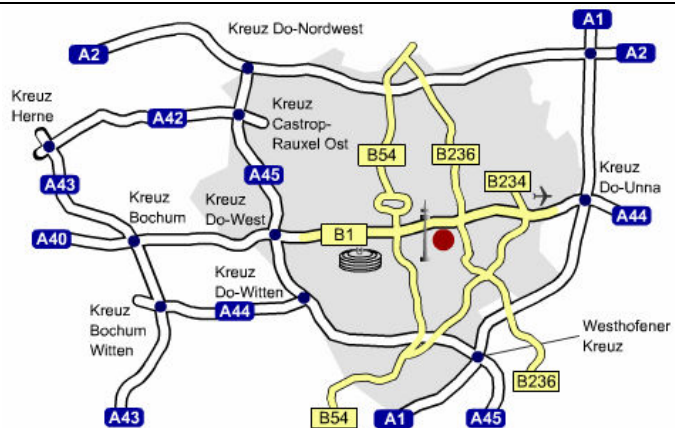 A1
Kreuz Do-Nordwest
A2
A2
Kreuz
Herne
A42
Kreuz
Castrop-
Rauxel Ost
B54
B236
A43
A45
B234
Kreuz
Do-Unna
Kreuz
Bochum
Kreuz
Do-West
A44
A40
B1
Kreuz
Do-Witten
A44
Kreuz
Bochum
Witten
Westhofener
Kreuz
B236
A43
B54
A1
A45